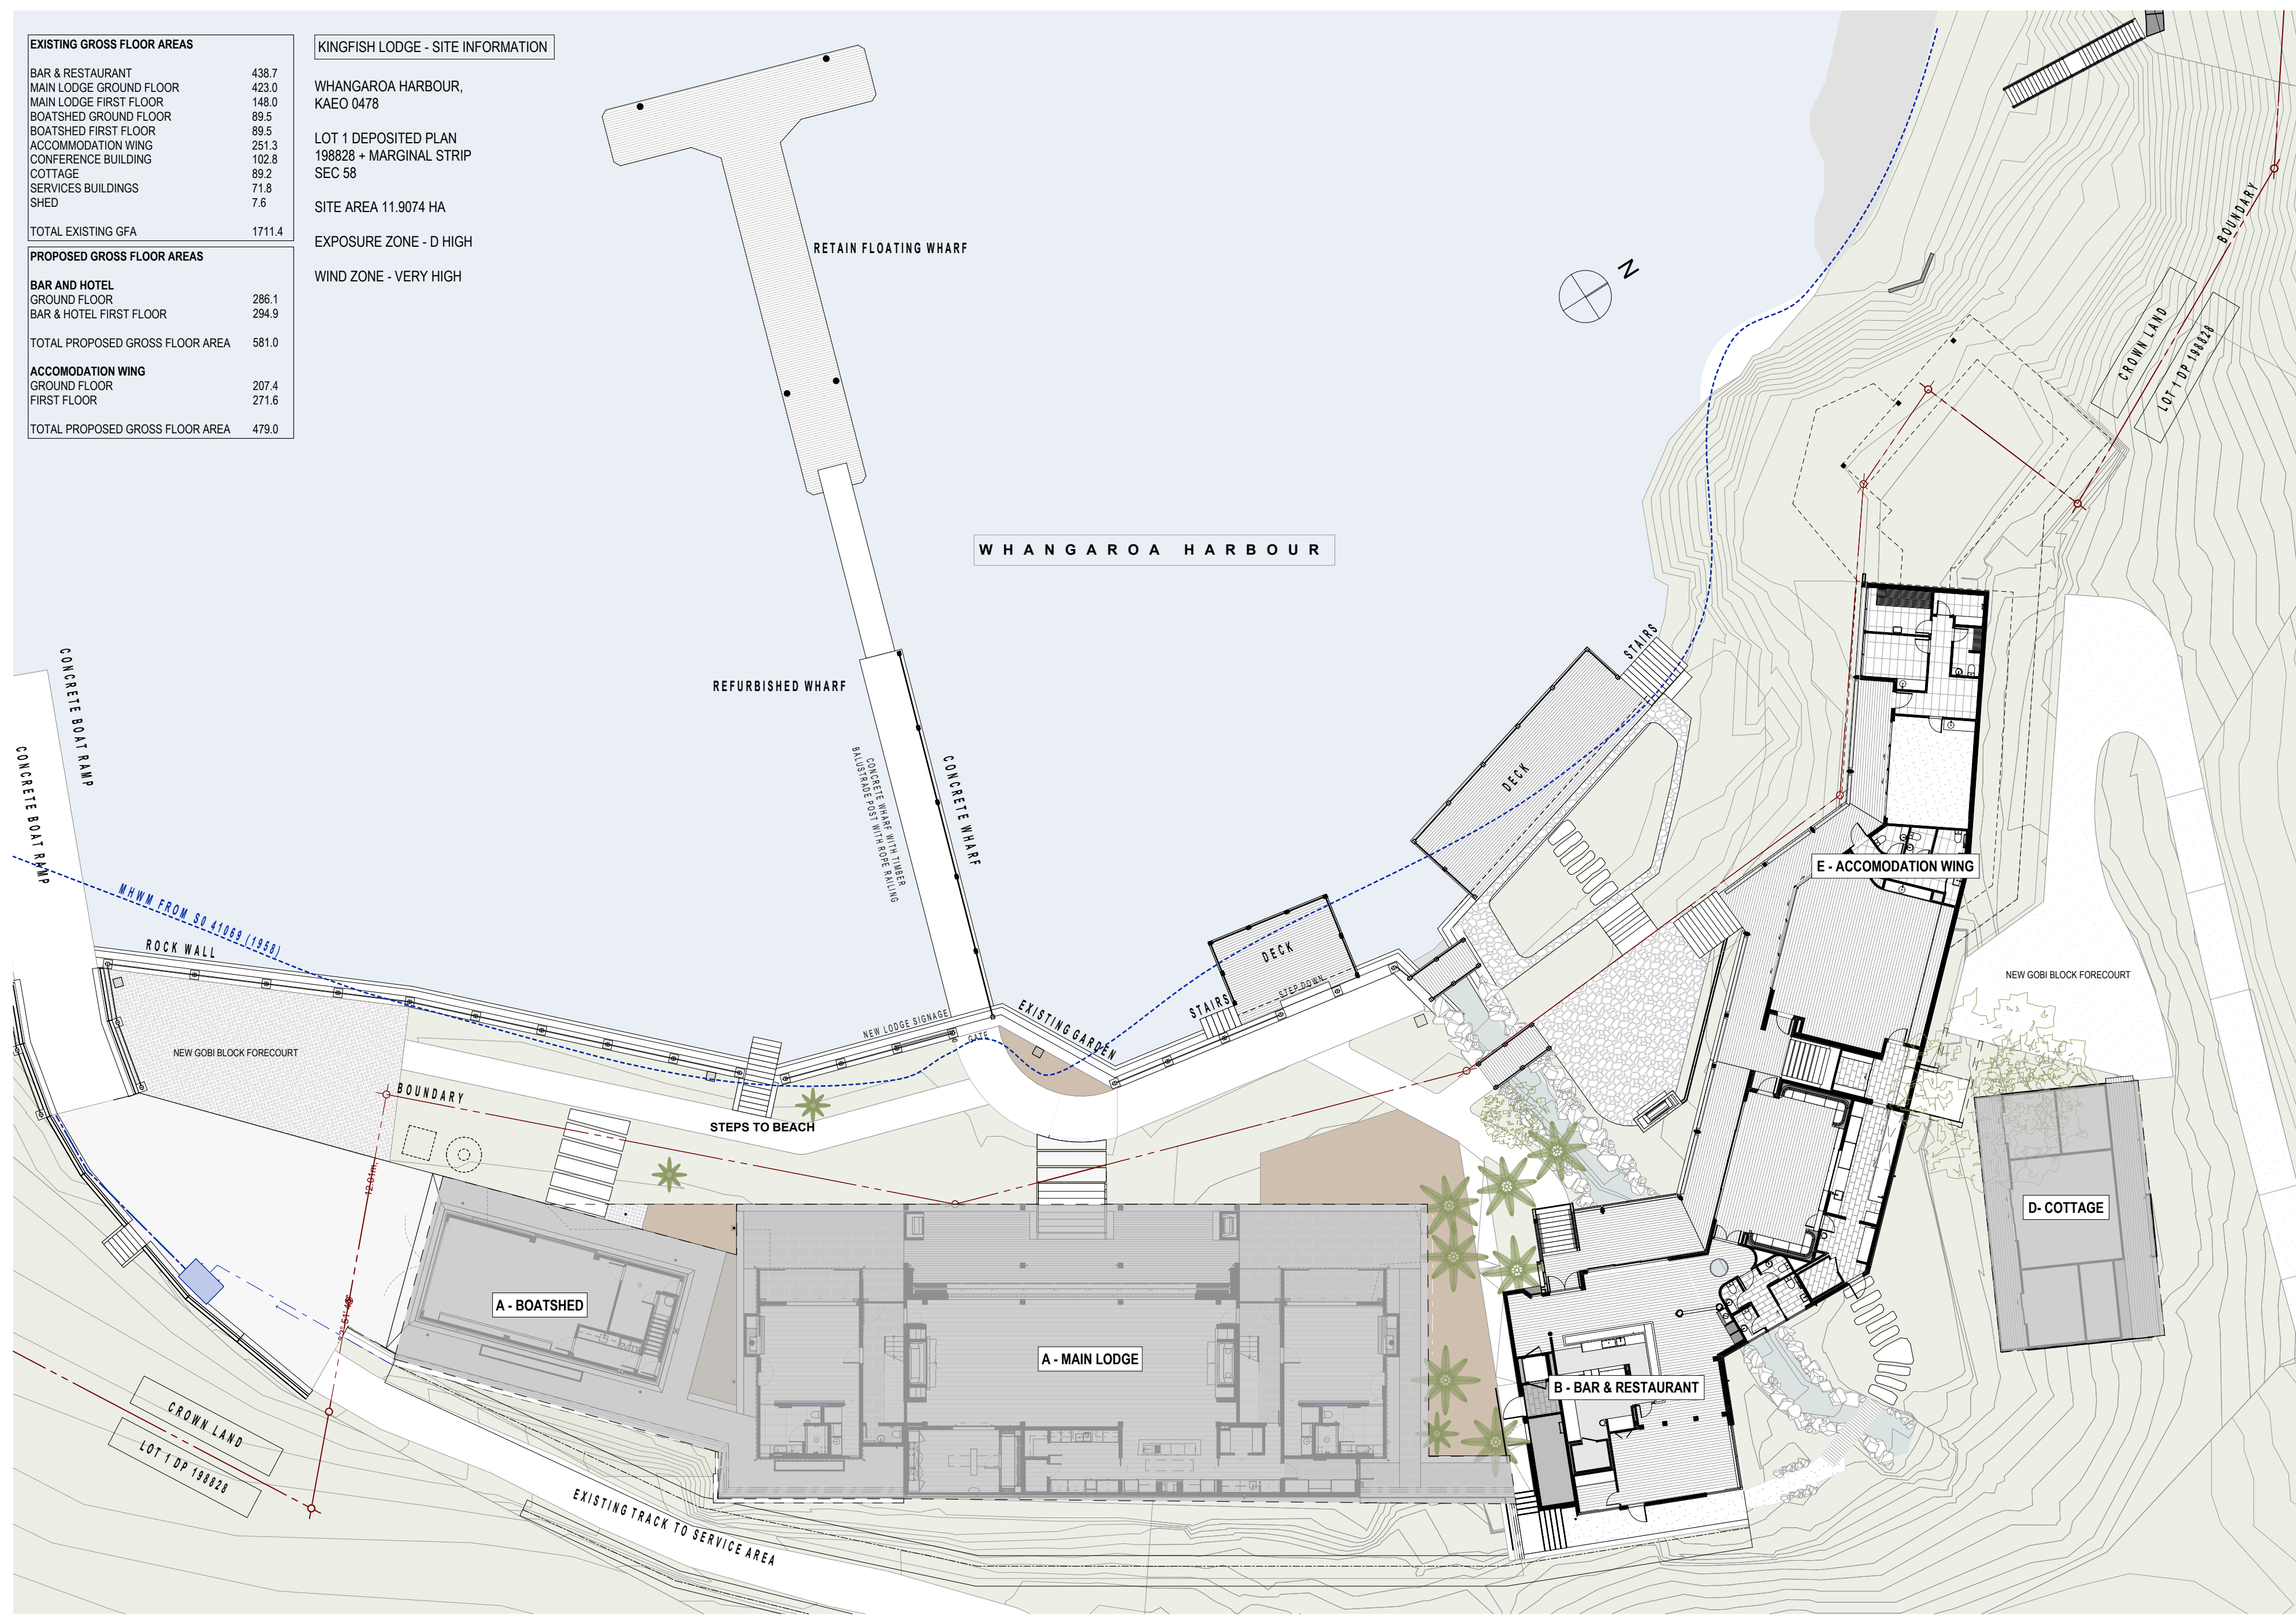 EXISTING GROSS FLOOR AREAS
BAR & RESTAURANT 438.7
MAIN LODGE GROUND FLOOR 423.0
MAIN LODGE FIRST FLOOR 148.0
BOATSHED GROUND FLOOR 89.5
BOATSHED FIRST FLOOR 89.5
ACCOMMODATION WING 251.3
CONFERENCE BUILDING 102.8
COTTAGE 89.2
SERVICES BUILDINGS 71.8
SHED 7.6
TOTAL EXISTING GFA 1711.4
PROPOSED GROSS FLOOR AREAS
BAR AND HOTEL
GROUND FLOOR 286.1
BAR & HOTEL FIRST FLOOR 294.9
TOTAL PROPOSED GROSS FLOOR AREA 581.0
ACCOMODATION WING
GROUND FLOOR 207.4
FIRST FLOOR 271.6
TOTAL PROPOSED GROSS FLOOR AREA 479.0
KINGFISH LODGE - SITE INFORMATION
WHANGAROA HARBOUR,
KAEO 0478
LOT 1 DEPOSITED PLAN
198828 + MARGINAL STRIP
SEC 58
SITE AREA 11.9074 HA
EXPOSURE ZONE - D HIGH
WIND ZONE - VERY HIGH
RETAIN FLOATING WHARF
N
BOUNDARY
CROWN LAND
LOT 1 DP 198828
WHANGAROA HARBOUR
REFURBISHED WHARF
CONCRETE BOAT RAMP
CONCRETE BOAT RAMP
CONCRETE WHARF
CONCRETE WHARF WITH TIMBER
BALUSTRADE POST WITH ROPE RAILING
STAIRS
DECK
E - ACCOMODATION WING
MHWM FROM S0 41069 (1958)
ROCK WALL
DECK
STEP DOWN
STAIRS
NEW GOBI BLOCK FORECOURT
NEW LODGE SIGNAGE
GATE
EXISTING GARDEN
NEW GOBI BLOCK FORECOURT
BOUNDARY
STEPS TO BEACH
12.01m
D- COTTAGE
A - BOATSHED
A - MAIN LODGE
B - BAR & RESTAURANT
CROWN LAND
LOT 1 DP 198828
EXISTING TRACK TO SERVICE AREA